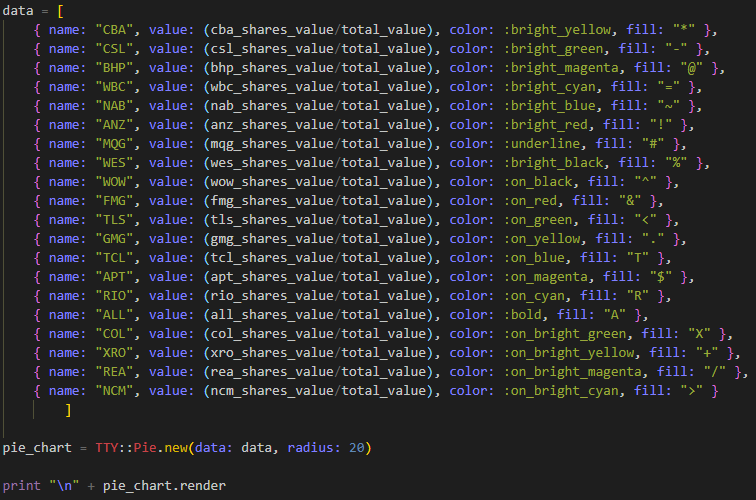 data = [
{ name: "CBA", value: (cba_shares_value/total_value), color: :bright_yellow, fill: "*" },
{ name: "CSL", value: (csl_shares_value/total_value), color: :bright_green, fill: "-" },
{ name: "BHP", value: (bhp_shares_value/total_value), color: :bright_magenta, fill: "@" },
{ name: "WBC", value: (wbc_shares_value/total_value), color: :bright_cyan, fill: "=" },
{ name: "NAB", value: (nab_shares_value/total_value), color: :bright_blue, fill: "~" },
{ name: "ANZ", value: (anz_shares_value/total_value), color: :bright_red, fill: "!" },
{ name: "MQG", value: (mqg_shares_value/total_value), color: :underline, fill: "#" },
{ name: "WES", value: (wes_shares_value/total_value), color: :bright_black, fill: "%" },
{ name: "WOW", value: (wow_shares_value/total_value), color: :on_black, fill: "^" },
{ name: "FMG", value: (fmg_shares_value/total_value), color: :on_red, fill: "&" },
{ name: "TLS", value: (tls_shares_value/total_value), color: :on_green, fill: "<" },
{ name: "GMG", value: (gmg_shares_value/total_value), color: :on_yellow, fill: "." },
{ name: "TCL", value: (tcl_shares_value/total_value), color: :on_blue, fill: "T" },
{ name: "APT", value: (apt_shares_value/total_value), color: :on_magenta, fill: "$" },
{ name: "RIO", value: (rio_shares_value/total_value), color: :on_cyan, fill: "R" },
{ name: "ALL", value: (all_shares_value/total_value), color: :bold, fill: "A" },
{ name: "COL", value: (col_shares_value/total_value), color: :on_bright_green, fill: "X" },
{ name: "XRO", value: (xro_shares_value/total_value), color: :on_bright_yellow, fill: "+" },
{ name: "REA", value: (rea_shares_value/total_value), color: :on_bright_magenta, fill: "/" },
{ name: "NCM", value: (ncm_shares_value/total_value), color: :on_bright_cyan, fill: ">" }
]
pie_chart = TTY::Pie.new(data: data, radius: 20)
print "\n" + pie_chart.render